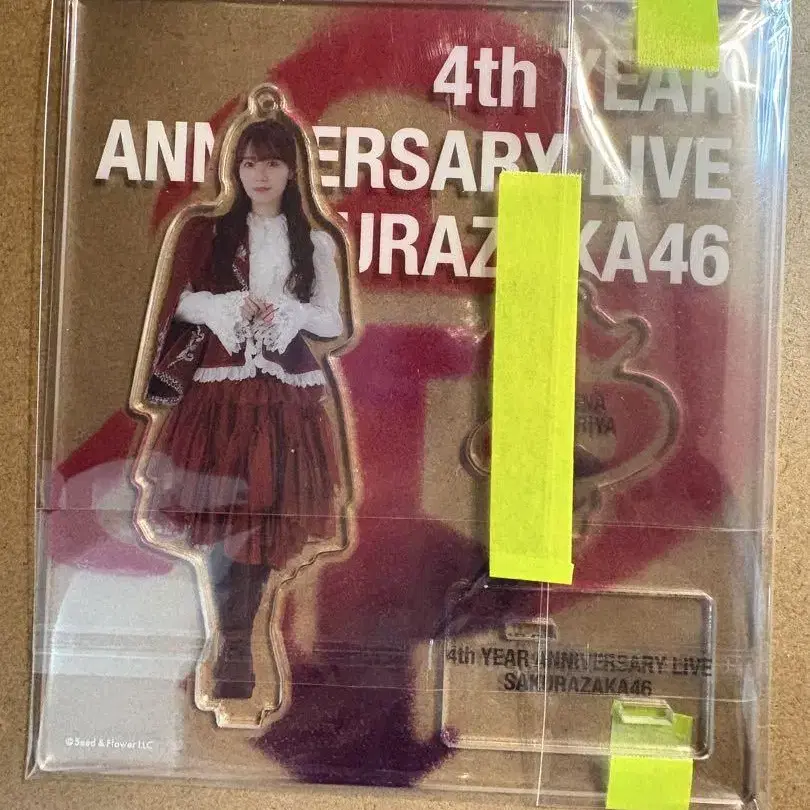 4th YEAR
ANNIVERSARY LIVE
SAKURAZAKA46
4th YEAR ANNIVERSARY LIVE
SAKURAZAKA46
© Seed & Flower LLC